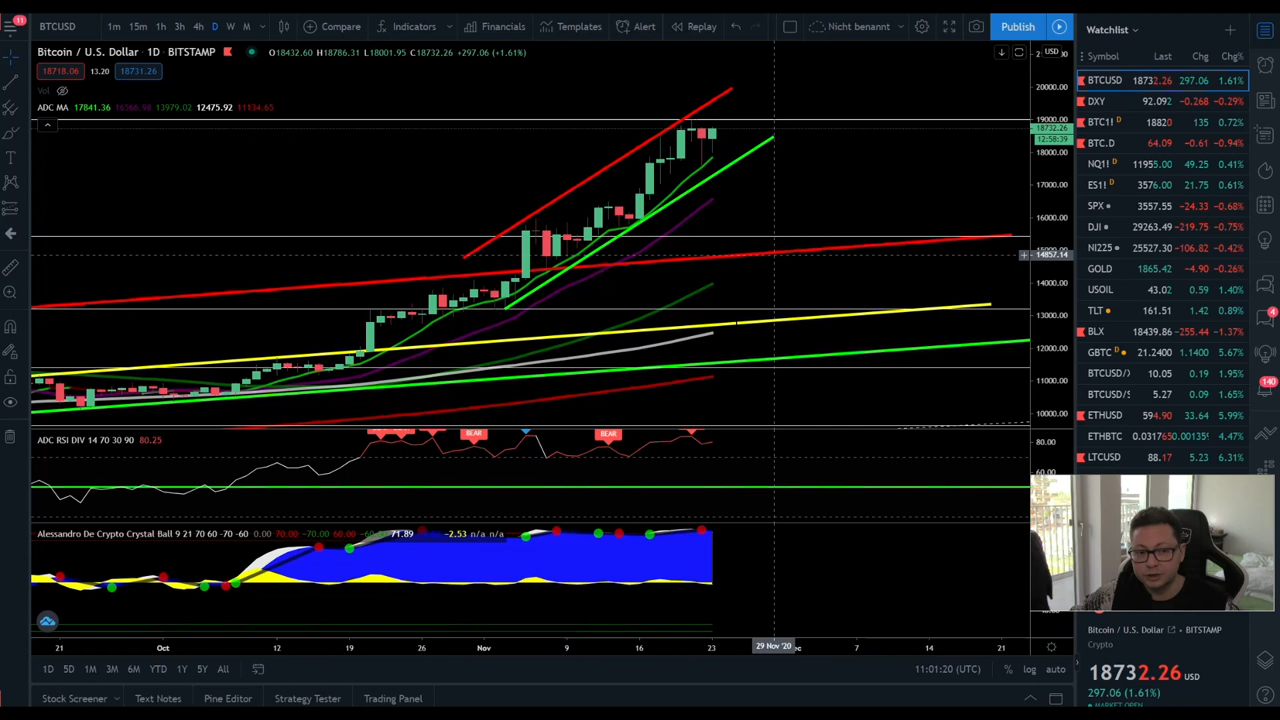 11
BTCUSD 1m 15m 1h 3h 4h D W M Compare Indicators Financials Templates Alert Replay Nicht benannt Publish
Bitcoin / U.S. Dollar · 1D · BITSTAMP O18432.60 H18786.31 L18001.95 C18732.26 +297.06 (+1.61%)
18718.06 13.20 18731.26
Vol
ADC MA 17841.36 16566.98 13979.02 12475.92 11134.65
USD
20000.00
19000.00
18732.26
12:58:39
18000.00
17000.00
16000.00
15000.00
14857.14
14000.00
13000.00
12000.00
11000.00
10000.00
ADC RSI DIV 14 70 30 90 80.25
BEAR BEAR
80.00
60.00
Alessandro De Crypto Crystal Ball 9 21 70 60 -70 -60 0.00 70.00 -70.00 60.00 71.89 -2.53 n/a n/a
21 Oct 12 19 26 Nov 9 16 23 29 Nov '20 7 14 21
1D 5D 1M 3M 6M YTD 1Y 5Y All
11:01:20 (UTC) % log auto
Stock Screener Text Notes Pine Editor Strategy Tester Trading Panel
Watchlist
Symbol Last Chg Chg%
BTCUSD 18732.26 297.06 1.61%
DXY 92.092 -0.268 -0.29%
BTC1! D 18820 135 0.72%
BTC.D 64.09 -0.61 -0.94%
NQ1! D 11955.00 49.25 0.41%
ES1! D 3576.00 21.75 0.61%
SPX 3557.55 -24.33 -0.68%
DJI 29263.49 -219.75 -0.75%
NI225 25527.30 -106.82 -0.42%
GOLD 1865.42 -4.90 -0.26%
USOIL 43.02 0.59 1.40%
TLT 161.51 1.42 0.89%
BLX 18439.86 -255.44 -1.37%
GBTC D 21.2400 1.1400 5.67%
BTCUSD/ 10.05 0.19 1.95%
BTCUSD/ 5.27 0.09 1.65%
ETHUSD 594.90 33.64 5.99%
ETHBTC 0.031765 0.00135 4.47%
LTCUSD 88.17 5.23 6.31%
4
140
Bitcoin / U.S. Dollar BITSTAMP
Crypto
18732.26 USD
297.06 (1.61%)
MARKET OPEN